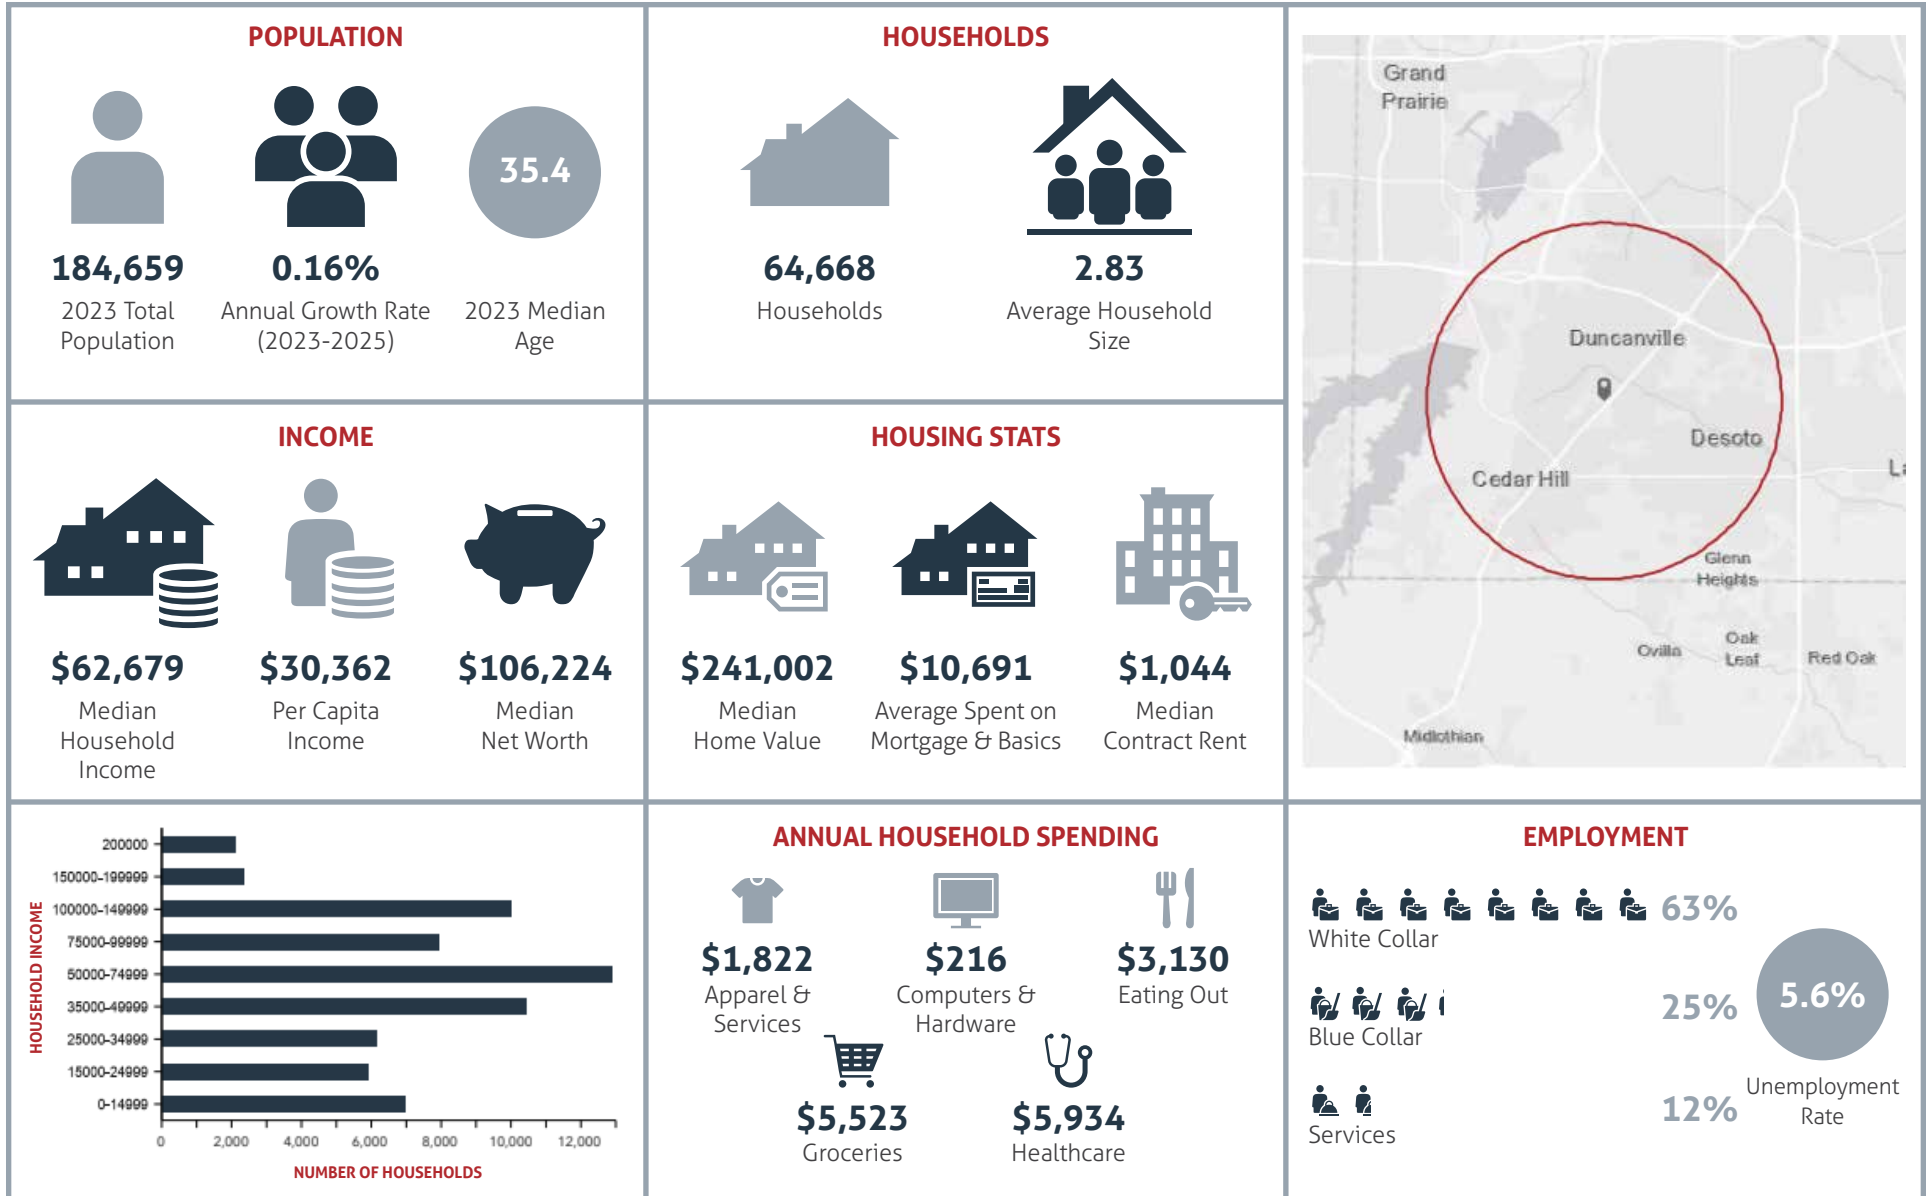 POPULATION
35.4
184,659
2023 Total
Population
0.16%
Annual Growth Rate
(2023-2025)
2023 Median
Age
HOUSEHOLDS
64,668
Households
2.83
Average Household
Size
Grand
Prairie
Duncanville
Desoto
Cedar Hill
La
Glenn
Heights
Ovilla
Oak
Leaf
Red Oak
Midlothian
INCOME
$62,679
Median
Household
Income
$30,362
Per Capita
Income
$106,224
Median
Net Worth
HOUSING STATS
$241,002
Median
Home Value
$10,691
Average Spent on
Mortgage & Basics
$1,044
Median
Contract Rent
HOUSEHOLD INCOME
200000
150000-199999
100000-149999
75000-99999
50000-74999
35000-49999
25000-34999
15000-24999
0-14999
0 2,000 4,000 6,000 8,000 10,000 12,000
NUMBER OF HOUSEHOLDS
ANNUAL HOUSEHOLD SPENDING
$1,822
Apparel &
Services
$216
Computers &
Hardware
$3,130
Eating Out
$5,523
Groceries
$5,934
Healthcare
EMPLOYMENT
63%
White Collar
25%
Blue Collar
12%
Services
5.6%
Unemployment
Rate